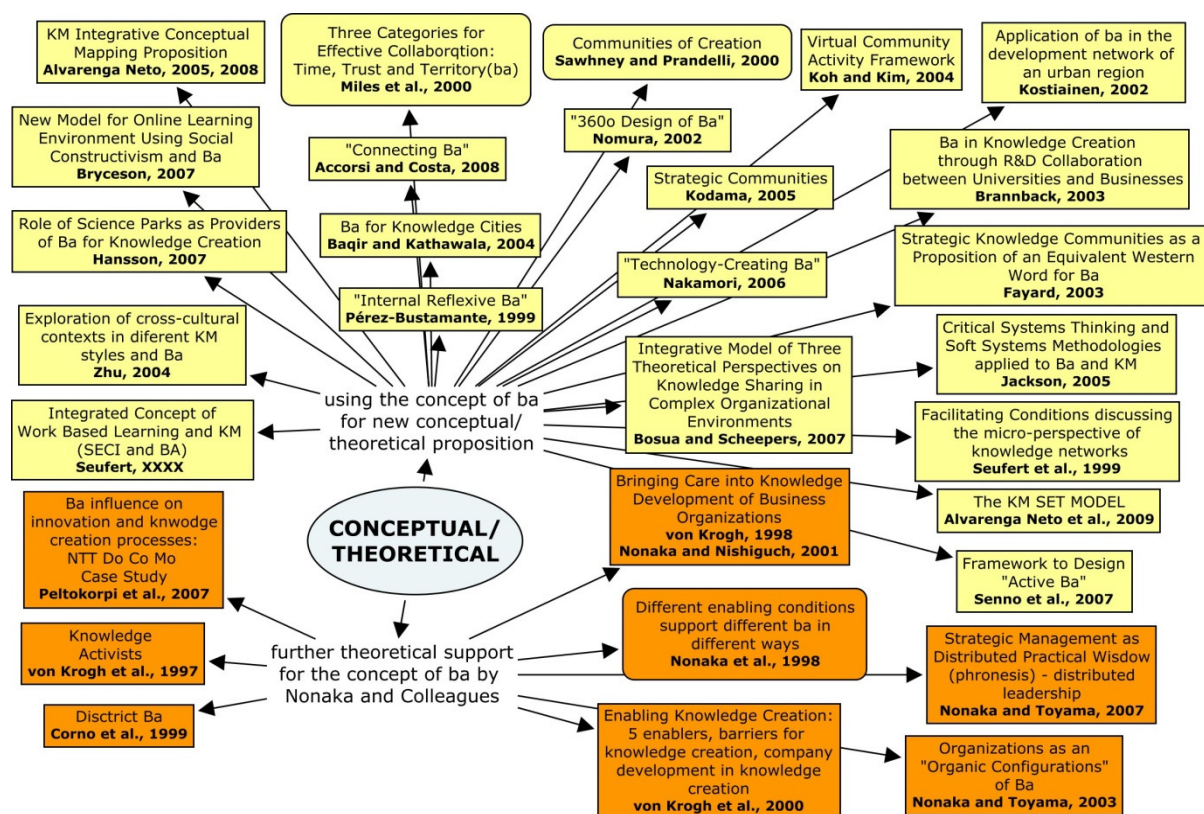 KM Integrative Conceptual
Mapping Proposition
Alvarenga Neto, 2005, 2008
Three Categories for
Effective Collaborqtion:
Time, Trust and Territory(ba)
Miles et al., 2000
Communities of Creation
Sawhney and Prandelli, 2000
Virtual Community
Activity Framework
Koh and Kim, 2004
Application of ba in the
development network of
an urban region
Kostiainen, 2002
New Model for Online Learning
Environment Using Social
Constructivism and Ba
Bryceson, 2007
"Connecting Ba"
Accorsi and Costa, 2008
"360o Design of Ba"
Nomura, 2002
Ba in Knowledge Creation
through R&D Collaboration
between Universities and Businesses
Brannback, 2003
Strategic Communities
Kodama, 2005
Role of Science Parks as Providers
of Ba for Knowledge Creation
Hansson, 2007
Ba for Knowledge Cities
Baqir and Kathawala, 2004
Strategic Knowledge Communities as a
Proposition of an Equivalent Western
Word for Ba
Fayard, 2003
"Technology-Creating Ba"
Nakamori, 2006
"Internal Reflexive Ba"
Pérez-Bustamante, 1999
Exploration of cross-cultural
contexts in diferent KM
styles and Ba
Zhu, 2004
Integrative Model of Three
Theoretical Perspectives on
Knowledge Sharing in
Complex Organizational
Environments
Bosua and Scheepers, 2007
Critical Systems Thinking and
Soft Systems Methodologies
applied to Ba and KM
Jackson, 2005
using the concept of ba
for new conceptual/
theoretical proposition
Integrated Concept of
Work Based Learning and KM
(SECI and BA)
Seufert, XXXX
Facilitating Conditions discussing
the micro-perspective of
knowledge networks
Seufert et al., 1999
Bringing Care into Knowledge
Development of Business
Organizations
von Krogh, 1998
Nonaka and Nishiguch, 2001
The KM SET MODEL
Alvarenga Neto et al., 2009
Ba influence on
innovation and knwodge
creation processes:
NTT Do Co Mo
Case Study
Peltokorpi et al., 2007
CONCEPTUAL/
THEORETICAL
Framework to Design
"Active Ba"
Senno et al., 2007
Different enabling conditions
support different ba in
different ways
Nonaka et al., 1998
Knowledge
Activists
von Krogh et al., 1997
further theoretical support
for the concept of ba by
Nonaka and Colleagues
Strategic Management as
Distributed Practical Wisdow
(phronesis) - distributed
leadership
Nonaka and Toyama, 2007
Disctrict Ba
Corno et al., 1999
Enabling Knowledge Creation:
5 enablers, barriers for
knowledge creation, company
development in knowledge
creation
von Krogh et al., 2000
Organizations as an
"Organic Configurations"
of Ba
Nonaka and Toyama, 2003